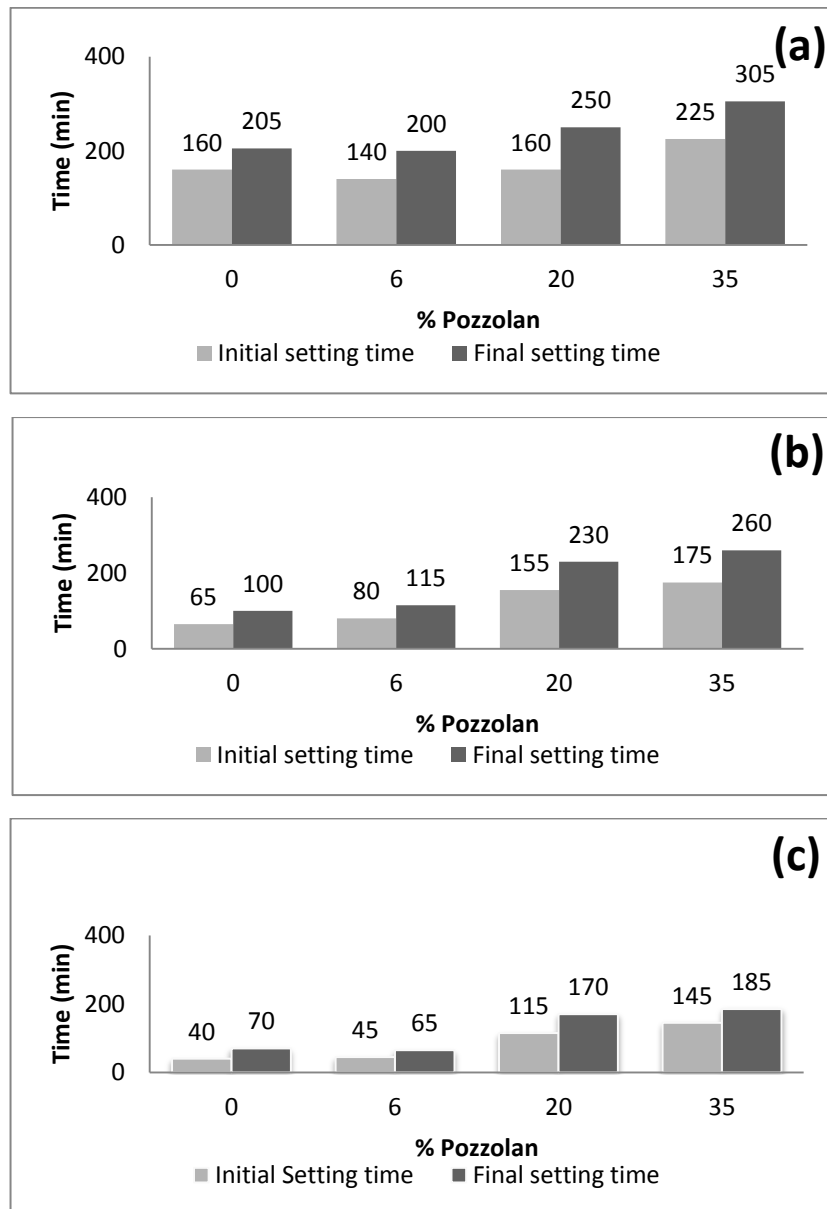 (a)
400
305
250
225
205
200
160
140
160
200
Time (min)
0
0 6 20 35
% Pozzolan
Initial setting time Final setting time
(b)
400
260
230
175
155
115
100
80
65
200
Time (min)
0
0 6 20 35
% Pozzolan
Initial setting time Final setting time
(c)
400
185
170
145
115
70
65
40
45
200
Time (min)
0
0 6 20 35
% Pozzolan
Initial Setting time Final setting time